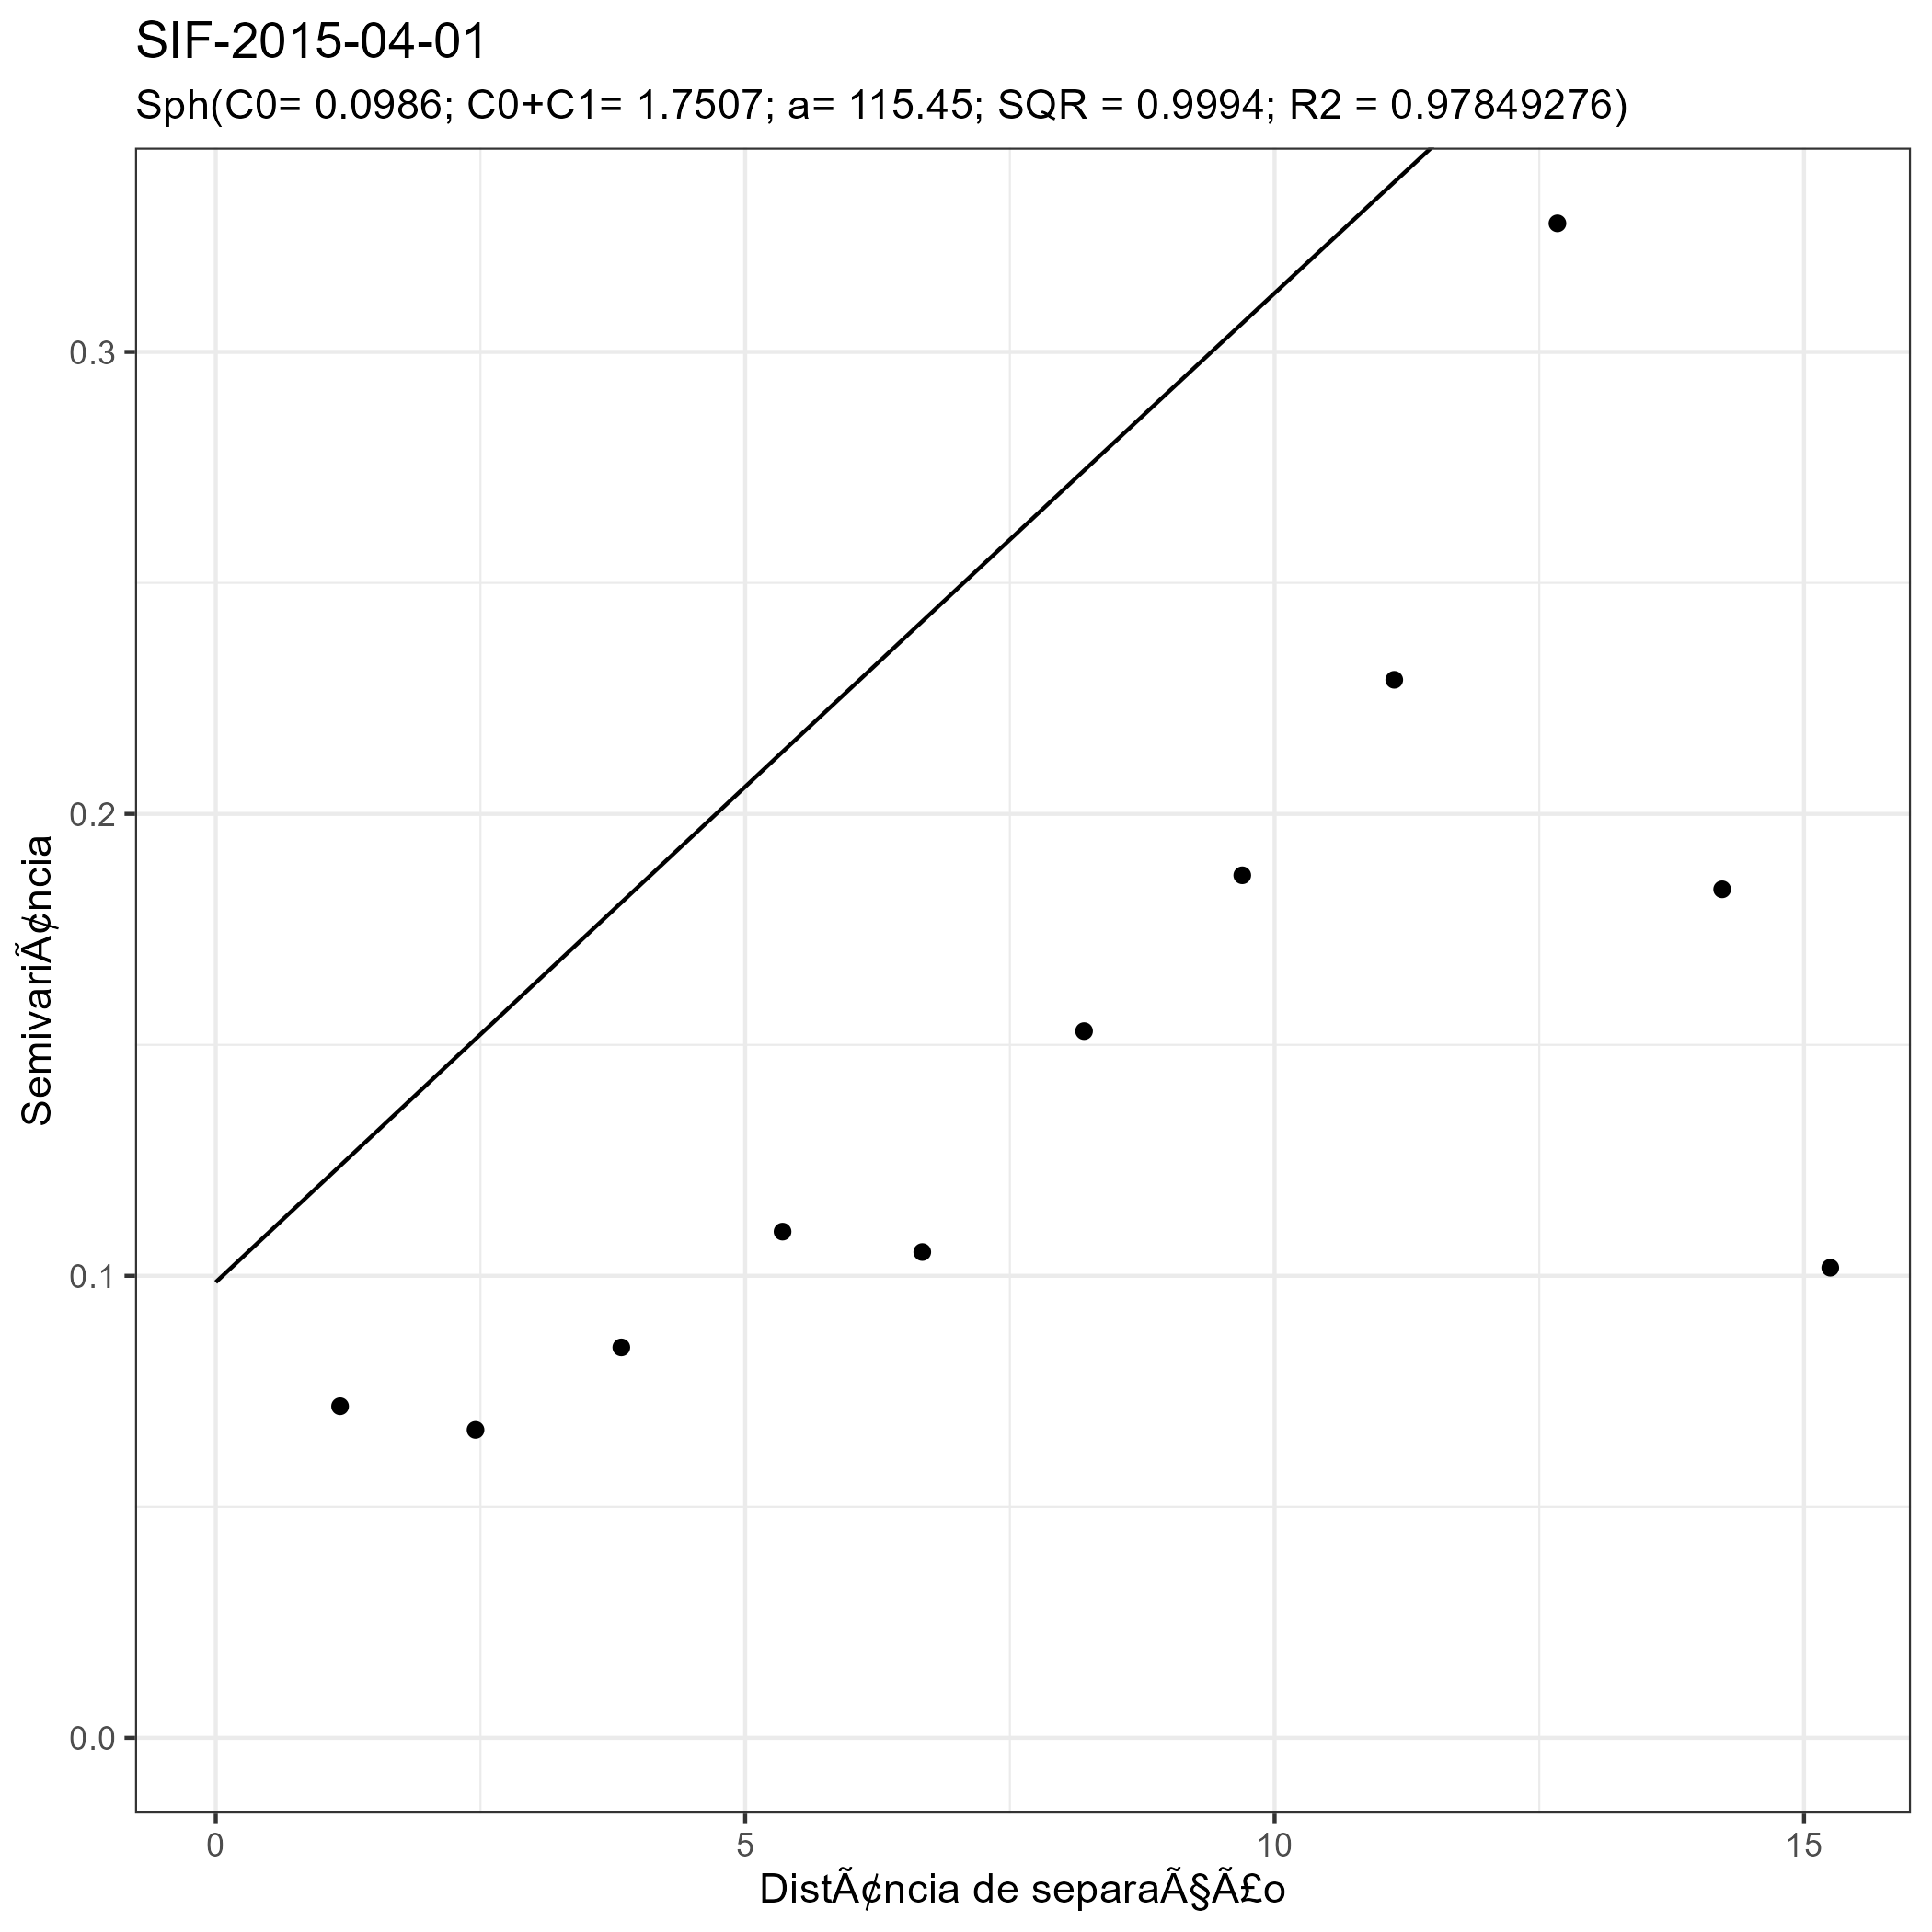 SIF-2015-04-01
Sph(C0= 0.0986; C0+C1= 1.7507; a= 115.45; SQR = 0.9994; R2 = 0.97849276)
SemivariÃ¢ncia
0.3
0.2
0.1
0.0
0 5 10 15
DistÃ¢ncia de separaÃ§Ã£o